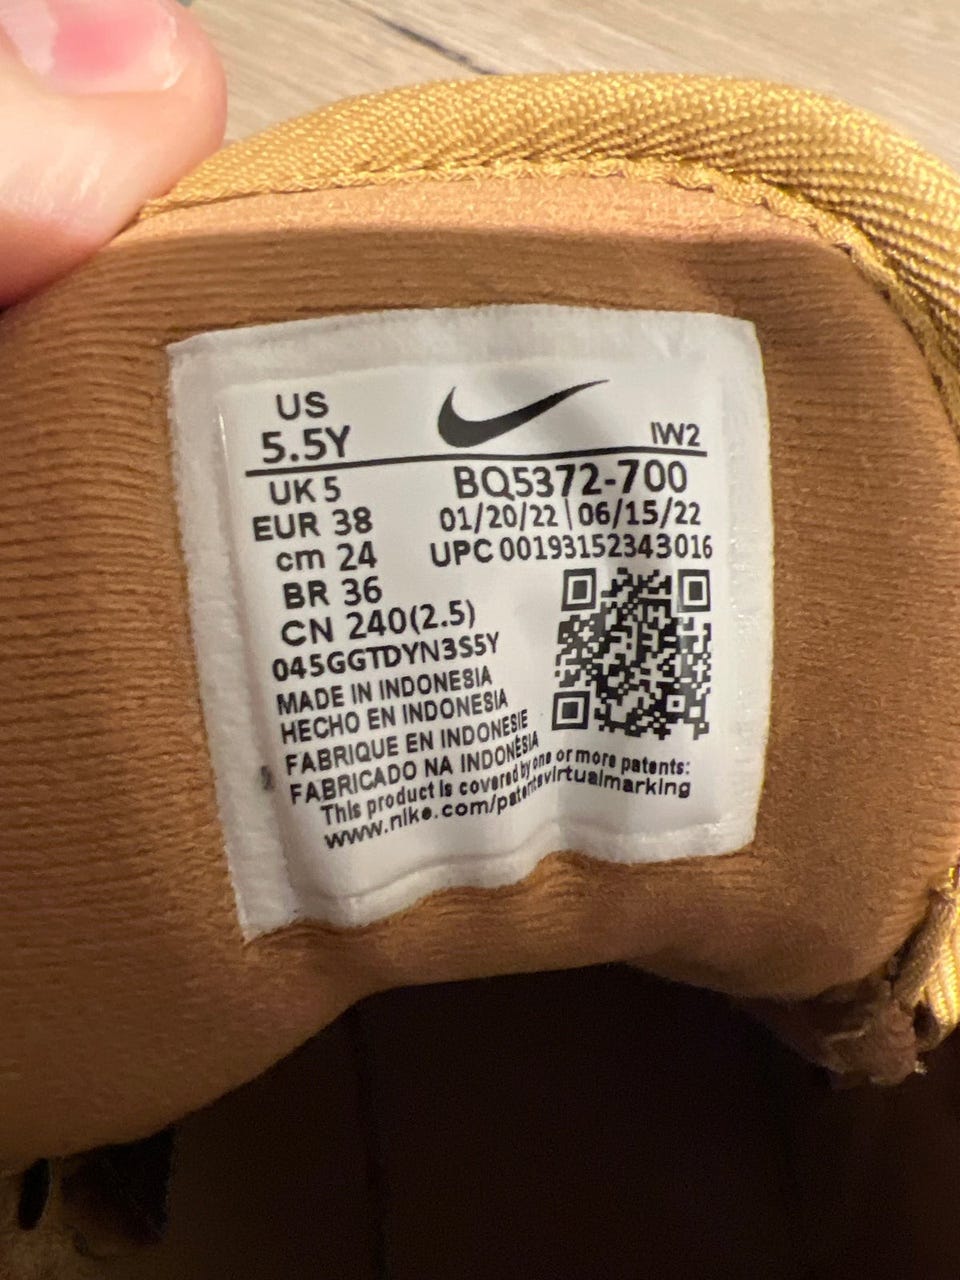 US
5.5Y
IW2
UK 5
BQ5372-700
EUR 38
01/20/22 \ 06/15/22
cm 24
UPC 00193152343016
BR 36
CN 240(2.5)
045GGTDYN3S5Y
MADE IN INDONESIA
HECHO EN INDONESIA
FABRIQUE EN INDONESIE
FABRICADO NA INDONÉSIA
This product is covered by one or more patents:
www.nike.com/patentsvirtualmarking